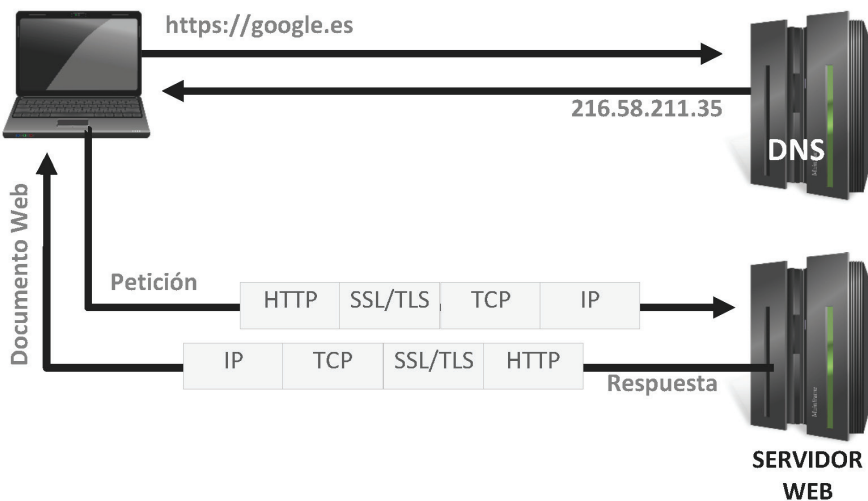 https://google.es
216.58.211.35
DNS
Documento Web
Petición
HTTP SSL/TLS TCP IP
IP TCP SSL/TLS HTTP
Respuesta
SERVIDOR
WEB